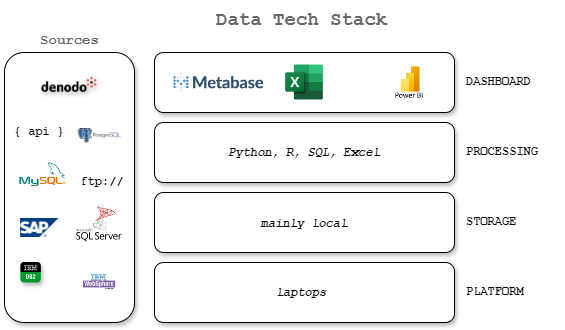 Data Tech Stack
Sources
denodo
{ api }
PostgreSQL
MySQL
ftp://
SAP
Microsoft
SQL Server
IBM
DB2
IBM
WebSphere
Metabase
X
Power BI
DASHBOARD
Python, R, SQL, Excel
PROCESSING
mainly local
STORAGE
laptops
PLATFORM